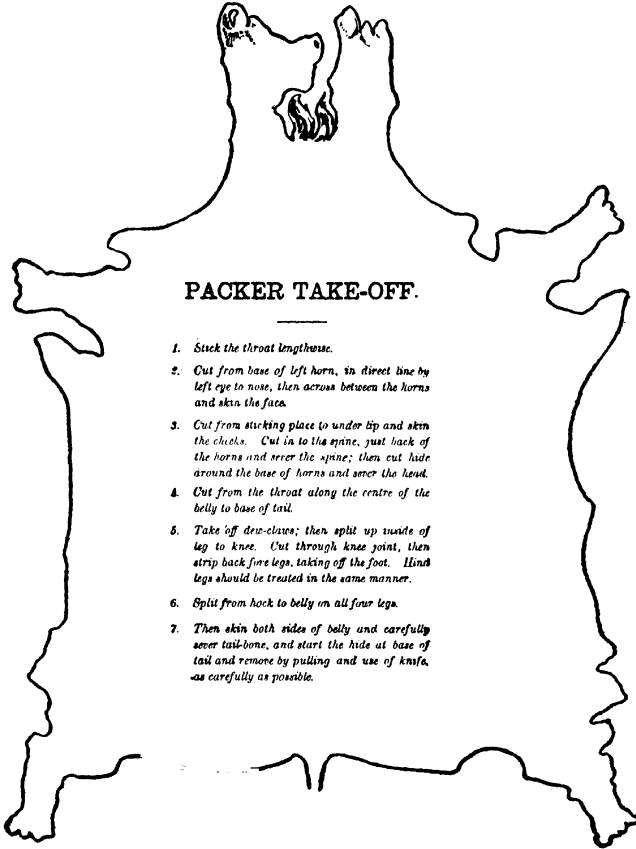 PACKER TAKE-OFF.
1. Stick the throat lengthwise.
2. Cut from base of left horn, in direct line by
left eye to nose, then across between the horns
and skin the face.
3. Cut from sticking place to under lip and skin
the cheeks. Cut in to the spine, just back of
the horns and sever the spine; then cut hide
around the base of horns and sever the head.
4. Cut from the throat along the centre of the
belly to base of tail.
5. Take off dew-claws; then split up inside of
leg to knee. Cut through knee joint, then
strip back fore legs, taking off the foot. Hind
legs should be treated in the same manner.
6. Split from hock to belly on all four legs.
7. Then skin both sides of belly and carefully
sever tail-bone, and start the hide at base of
tail and remove by pulling and use of knife,
as carefully as possible.